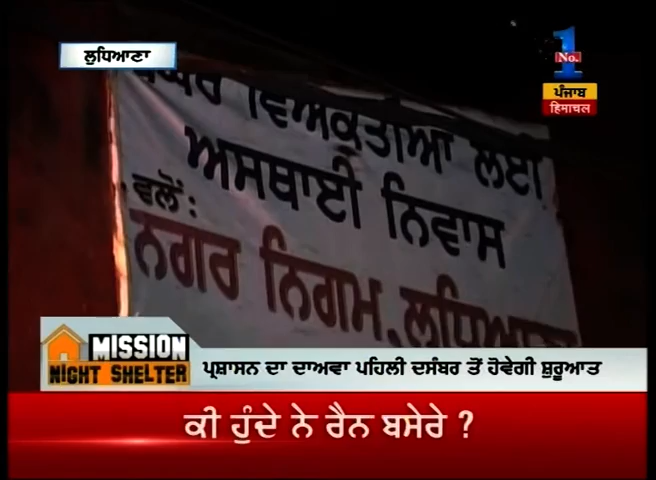 ਲੁਧਿਆਣਾ
No. 1
ਪੰਜਾਬ
ਹਿਮਾਚਲ
ਵਿਅਕਤੀਆਂ ਲਈ
ਅਸਥਾਈ ਨਿਵਾਸ
ਵਲੋਂ:
ਨਗਰ ਨਿਗਮ, ਲੁਧਿਆਣਾ
MISSION
NIGHT SHELTER
ਪ੍ਰਸ਼ਾਸਨ ਦਾ ਦਾਅਵਾ ਪਹਿਲੀ ਦਸੰਬਰ ਤੋਂ ਹੋਵੇਗੀ ਸ਼ੁਰੂਆਤ
ਕੀ ਹੁੰਦੇ ਨੇ ਰੈਨ ਬਸੇਰੇ ?